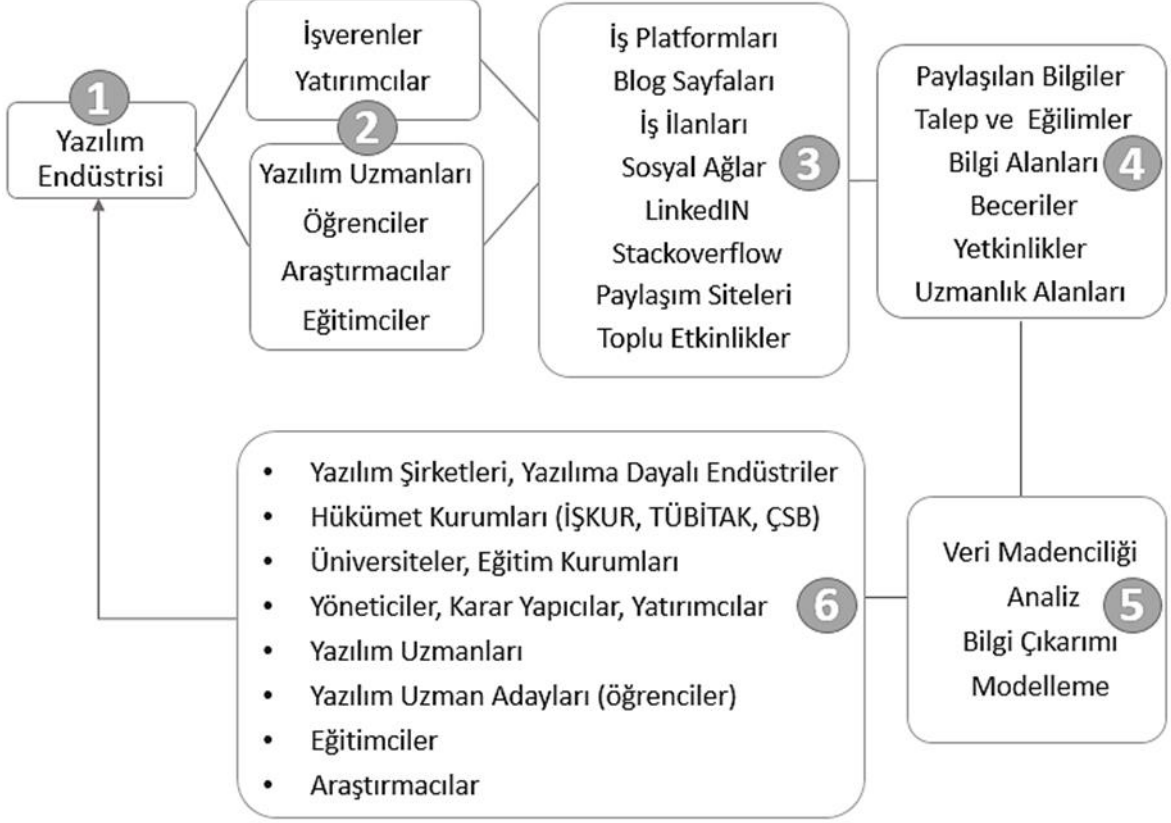 1
Yazılım
Endüstrisi
İşverenler
Yatırımcılar
2
Yazılım Uzmanları
Öğrenciler
Araştırmacılar
Eğitimciler
İş Platformları
Blog Sayfaları
İş İlanları
Sosyal Ağlar
3
LinkedIN
Stackoverflow
Paylaşım Siteleri
Toplu Etkinlikler
Paylaşılan Bilgiler
Talep ve Eğilimler
Bilgi Alanları
4
Beceriler
Yetkinlikler
Uzmanlık Alanları
Veri Madenciliği
Analiz
5
Bilgi Çıkarımı
Modelleme
• Yazılım Şirketleri, Yazılıma Dayalı Endüstriler
• Hükümet Kurumları (İŞKUR, TÜBİTAK, ÇSB)
• Üniversiteler, Eğitim Kurumları
• Yöneticiler, Karar Yapıcılar, Yatırımcılar
6
• Yazılım Uzmanları
• Yazılım Uzman Adayları (öğrenciler)
• Eğitimciler
• Araştırmacılar